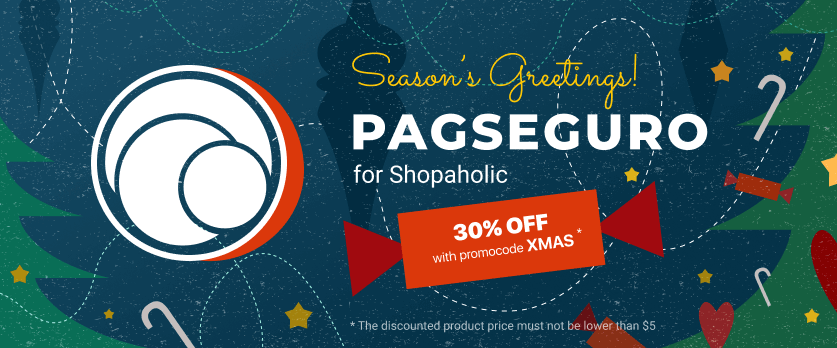 Season's Greetings!
PAGSEGURO
for Shopaholic
30% OFF
with promocode XMAS *
* The discounted product price must not be lower than $5